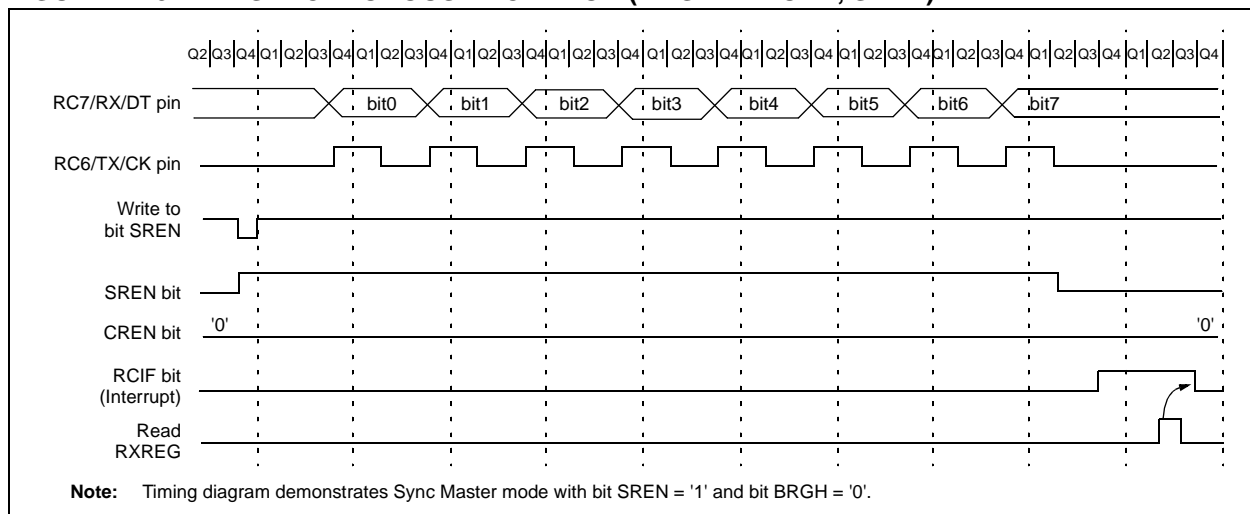 Q2 Q3 Q4 Q1 Q2 Q3 Q4 Q1 Q2 Q3 Q4 Q1 Q2 Q3 Q4 Q1 Q2 Q3 Q4 Q1 Q2 Q3 Q4 Q1 Q2 Q3 Q4 Q1 Q2 Q3 Q4 Q1 Q2 Q3 Q4 Q1 Q2 Q3 Q4 Q1 Q2 Q3 Q4
RC7/RX/DT pin bit0 bit1 bit2 bit3 bit4 bit5 bit6 bit7
RC6/TX/CK pin
Write to
bit SREN
SREN bit
CREN bit '0' '0'
RCIF bit
(Interrupt)
Read
RXREG
Note: Timing diagram demonstrates Sync Master mode with bit SREN = '1' and bit BRGH = '0'.